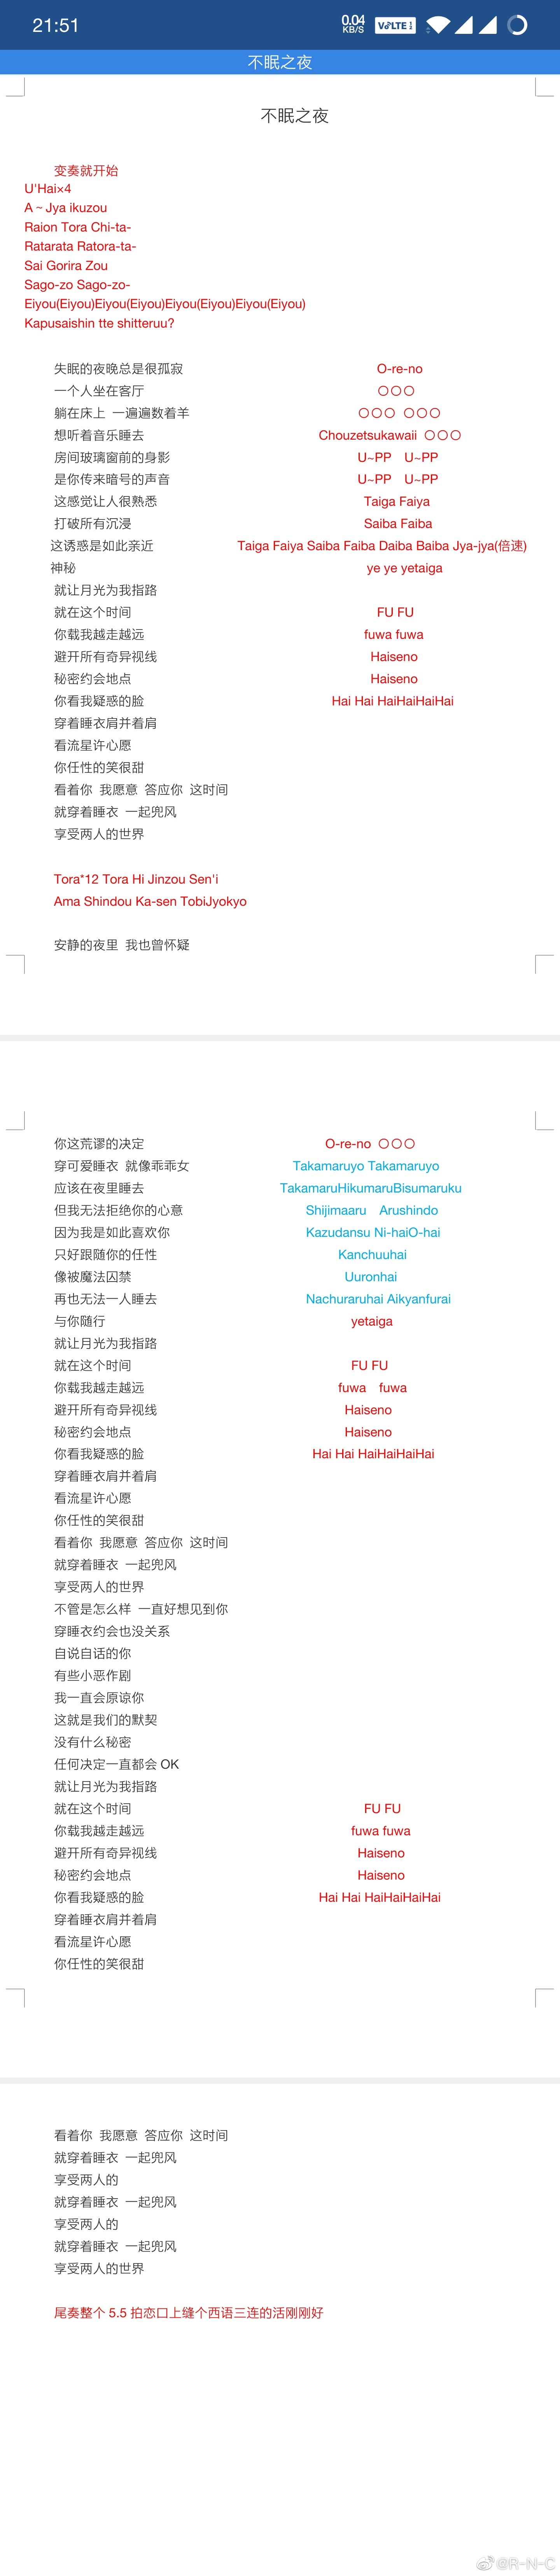 21:51
0.04 KB/S VoLTE
不眠之夜
不眠之夜
变奏就开始
U'Hai×4
A～Jya ikuzou
Raion Tora Chi-ta-
Ratarata Ratora-ta-
Sai Gorira Zou
Sago-zo Sago-zo-
Eiyou(Eiyou)Eiyou(Eiyou)Eiyou(Eiyou)Eiyou(Eiyou)
Kapusaishin tte shitteruu?
失眠的夜晚总是很孤寂 O-re-no
一个人坐在客厅 〇〇〇
躺在床上 一遍遍数着羊 〇〇〇 〇〇〇
想听着音乐睡去 Chouzetsukawaii 〇〇〇
房间玻璃窗前的身影 U~PP U~PP
是你传来暗号的声音 U~PP U~PP
这感觉让人很熟悉 Taiga Faiya
打破所有沉浸 Saiba Faiba
这诱惑是如此亲近 Taiga Faiya Saiba Faiba Daiba Baiba Jya-jya(倍速)
神秘 ye ye yetaiga
就让月光为我指路
就在这个时间 FU FU
你载我越走越远 fuwa fuwa
避开所有奇异视线 Haiseno
秘密约会地点 Haiseno
你看我疑惑的脸 Hai Hai HaiHaiHaiHai
穿着睡衣肩并着肩
看流星许心愿
你任性的笑很甜
看着你 我愿意 答应你 这时间
就穿着睡衣 一起兜风
享受两人的世界
Tora*12 Tora Hi Jinzou Sen'i
Ama Shindou Ka-sen TobiJyokyo
安静的夜里 我也曾怀疑
你这荒谬的决定 O-re-no 〇〇〇
穿可爱睡衣 就像乖乖女 Takamaruyo Takamaruyo
应该在夜里睡去 TakamaruHikumaruBisumaruku
但我无法拒绝你的心意 Shijimaaru Arushindo
因为我是如此喜欢你 Kazudansu Ni-haiO-hai
只好跟随你的任性 Kanchuuhai
像被魔法囚禁 Uuronhai
再也无法一人睡去 Nachuraruhai Aikyanfurai
与你随行 yetaiga
就让月光为我指路
就在这个时间 FU FU
你载我越走越远 fuwa fuwa
避开所有奇异视线 Haiseno
秘密约会地点 Haiseno
你看我疑惑的脸 Hai Hai HaiHaiHaiHai
穿着睡衣肩并着肩
看流星许心愿
你任性的笑很甜
看着你 我愿意 答应你 这时间
就穿着睡衣 一起兜风
享受两人的世界
不管是怎么样 一直好想见到你
穿睡衣约会也没关系
自说自话的你
有些小恶作剧
我一直会原谅你
这就是我们的默契
没有什么秘密
任何决定一直都会 OK
就让月光为我指路
就在这个时间 FU FU
你载我越走越远 fuwa fuwa
避开所有奇异视线 Haiseno
秘密约会地点 Haiseno
你看我疑惑的脸 Hai Hai HaiHaiHaiHai
穿着睡衣肩并着肩
看流星许心愿
你任性的笑很甜
看着你 我愿意 答应你 这时间
就穿着睡衣 一起兜风
享受两人的
就穿着睡衣 一起兜风
享受两人的
就穿着睡衣 一起兜风
享受两人的世界
尾奏整个 5.5 拍恋口上缝个西语三连的活刚刚好
@R-N-C